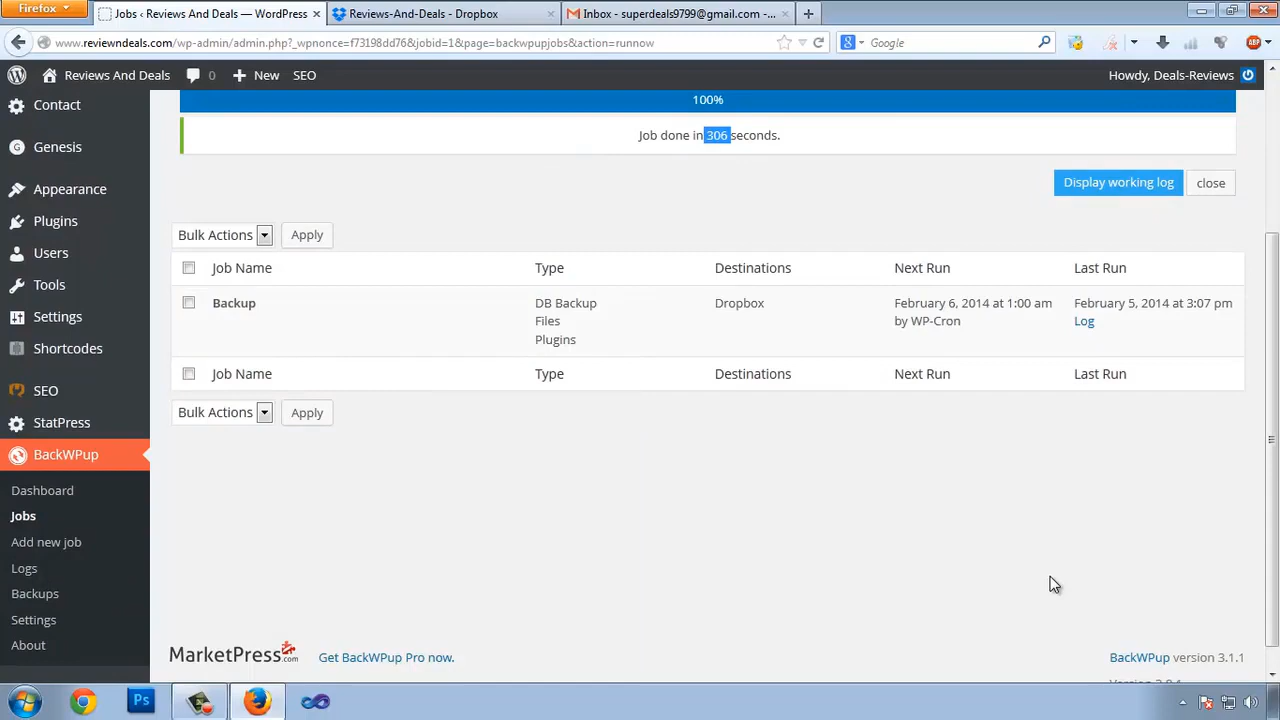 Firefox
Jobs ‹ Reviews And Deals — WordPress
Reviews-And-Deals - Dropbox
Inbox - superdeals9799@gmail.com -...
www.reviewndeals.com/wp-admin/admin.php?_wpnonce=f73198dd76&jobid=1&page=backwpupjobs&action=runnow
Google
Reviews And Deals
0
New
SEO
Howdy, Deals-Reviews
Contact
Genesis
Appearance
Plugins
Users
Tools
Settings
Shortcodes
SEO
StatPress
BackWPup
Dashboard
Jobs
Add new job
Logs
Backups
Settings
About
100%
Job done in 306 seconds.
Display working log
close
Bulk Actions
Apply
Job Name Type Destinations Next Run Last Run
Backup DB Backup Dropbox February 6, 2014 at 1:00 am February 5, 2014 at 3:07 pm
Files by WP-Cron Log
Plugins
Job Name Type Destinations Next Run Last Run
Bulk Actions
Apply
MarketPress.com
Get BackWPup Pro now.
BackWPup version 3.1.1
ABP
Ps